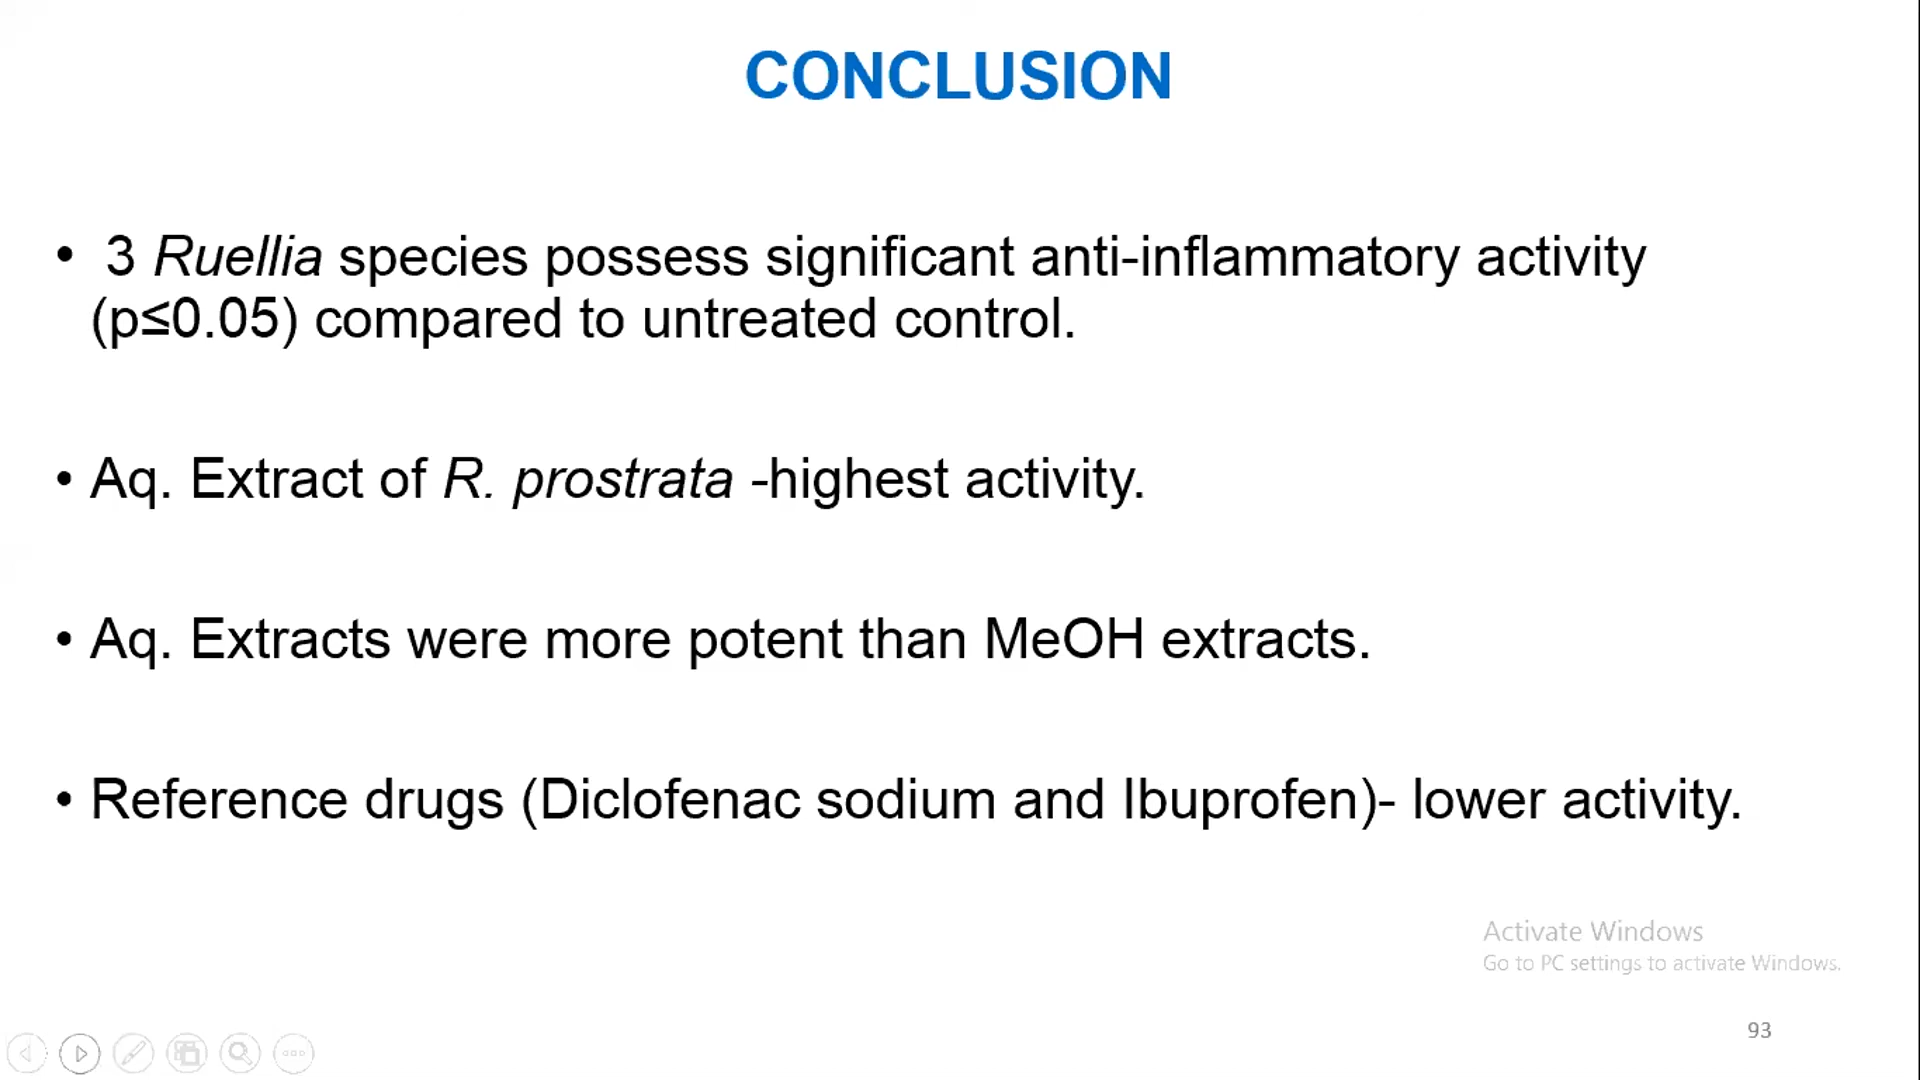 CONCLUSION
• 3 Ruellia species possess significant anti-inflammatory activity
(p≤0.05) compared to untreated control.
• Aq. Extract of R. prostrata -highest activity.
• Aq. Extracts were more potent than MeOH extracts.
• Reference drugs (Diclofenac sodium and Ibuprofen)- lower activity.
Activate Windows
Go to PC settings to activate Windows.
93